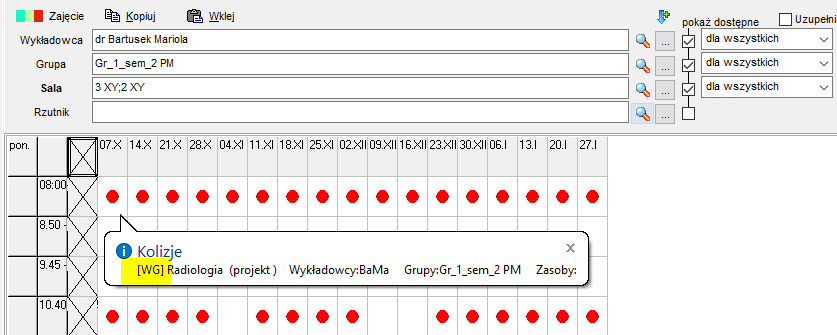 Zajęcie Kopiuj Wklej
pokaż dostępne Uzupełni
Wykładowca dr Bartusek Mariola ... dla wszystkich
Grupa Gr_1_sem_2 PM ... dla wszystkich
Sala 3 XY;2 XY ... dla wszystkich
Rzutnik ...
pon. 07.X 14.X 21.X 28.X 04.XI 11.XI 18.XI 25.XI 02.XII 09.XII 16.XII 23.XII 30.XII 06.I 13.I 20.I 27.I
08:00
8.50 -
Kolizje x
9.45 - [WG] Radiologia (projekt ) Wykładowcy:BaMa Grupy:Gr_1_sem_2 PM Zasoby:
10.40